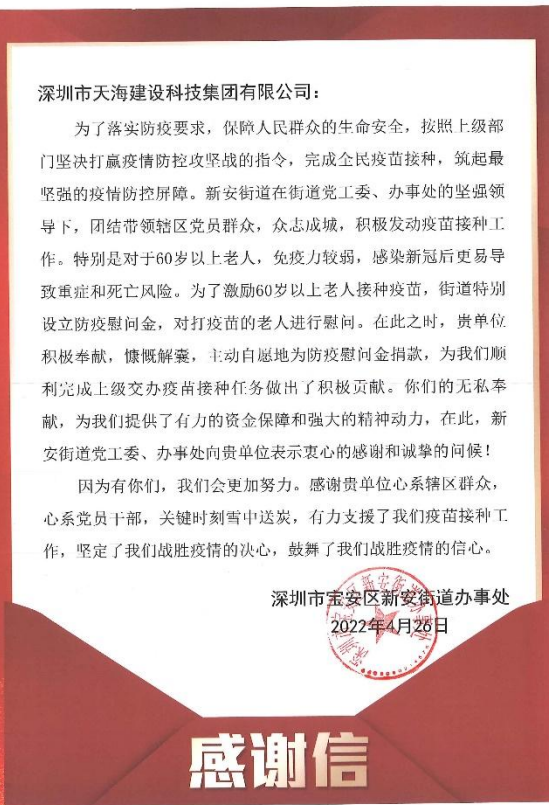 深圳市天海建设科技集团有限公司：
为了落实防疫要求，保障人民群众的生命安全，按照上级部
门坚决打赢疫情防控攻坚战的指令，完成全民疫苗接种，筑起最
坚强的疫情防控屏障。新安街道在街道党工委、办事处的坚强领
导下，团结带领辖区党员群众，众志成城，积极发动疫苗接种工
作。特别是对于60岁以上老人，免疫力较弱，感染新冠后更易导
致重症和死亡风险。为了激励60岁以上老人接种疫苗，街道特别
设立防疫慰问金，对打疫苗的老人进行慰问。在此之时，贵单位
积极奉献，慷慨解囊，主动自愿地为防疫慰问金捐款，为我们顺
利完成上级交办疫苗接种任务做出了积极贡献。你们的无私奉
献，为我们提供了有力的资金保障和强大的精神动力，在此，新
安街道党工委、办事处向贵单位表示衷心的感谢和诚挚的问候！
因为有你们，我们会更加努力。感谢贵单位心系辖区群众，
心系党员干部，关键时刻雪中送炭，有力支援了我们疫苗接种工
作，坚定了我们战胜疫情的决心，鼓舞了我们战胜疫情的信心。
深圳市宝安区新安街道办事处
2022年4月26日
深圳市宝安区新安街道办事处
感谢信